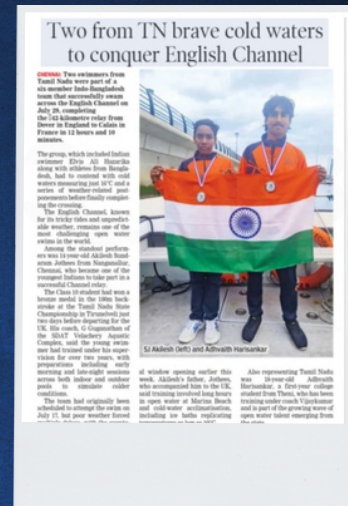 Two from TN brave cold waters
to conquer English Channel
CHENNAI: Two swimmers from
Tamil Nadu were part of a
six-member Indo-Bangladesh
team that successfully swam
across the English Channel on
July 29, completing
the 42-kilometre relay from
Dover in England to Calais in
France in 12 hours and 10
minutes.
The group, which included Indian
swimmer Elvis Ali Hazarika
along with athletes from Bangla-
desh, had to contend with cold
waters measuring just 16°C and a
series of weather-related post-
ponements before finally complet-
ing the crossing.
The English Channel, known
for its tricky tides and unpredict-
able weather, remains one of the
most challenging open water
swims in the world.
Among the standout perform-
ers was 14-year-old Akilesh Sund-
aram Jothees from Nanganallur,
Chennai, who became one of the
youngest Indians to take part in a
successful Channel relay.
The Class 10 student had won a
bronze medal in the 100m back-
stroke at the Tamil Nadu State
Championship in Tirunelveli just
two days before departing for the
UK. His coach, G Gugananthan of
the SDAT Velachery Aquatic
Complex, said the young swim-
mer had trained under his super-
vision for over two years, with
preparations including early
morning and late-night sessions
across both indoor and outdoor
pools to simulate colder
conditions.
The team had originally been
scheduled to attempt the swim on
July 17, but poor weather forced
SJ Akilesh (left) and Adhvaith Harisankar
al window opening earlier this
week. Akilesh's father, Jothees,
who accompanied him to the UK,
said training involved long hours
in open water at Marina Beach
and cold-water acclimatisation,
including ice baths replicating
Also representing Tamil Nadu
was 18-year-old Adhvaith
Harisankar, a first-year college
student from Theni, who has been
training under coach Vijayakumar
and is part of the growing wave of
open water talent emerging from